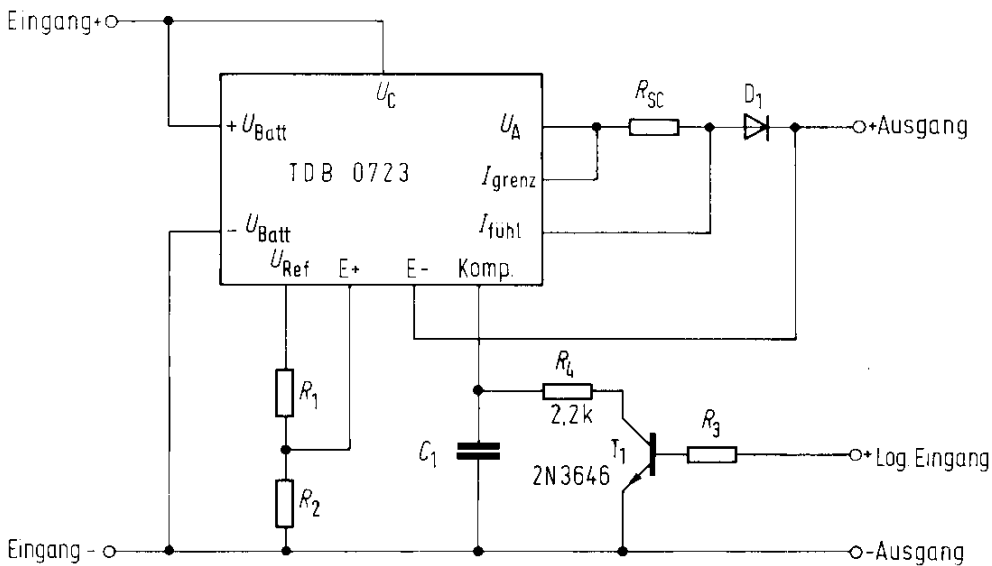 Eingang+
U_C
R_SC
D_1
+ U_Batt
U_A
+Ausgang
TDB 0723
I_grenz
- U_Batt
I_fühl
U_Ref
E+
E-
Komp.
R_1
R_4
2,2k
R_3
C_1
T_1
2N3646
+Log. Eingang
R_2
Eingang -
-Ausgang